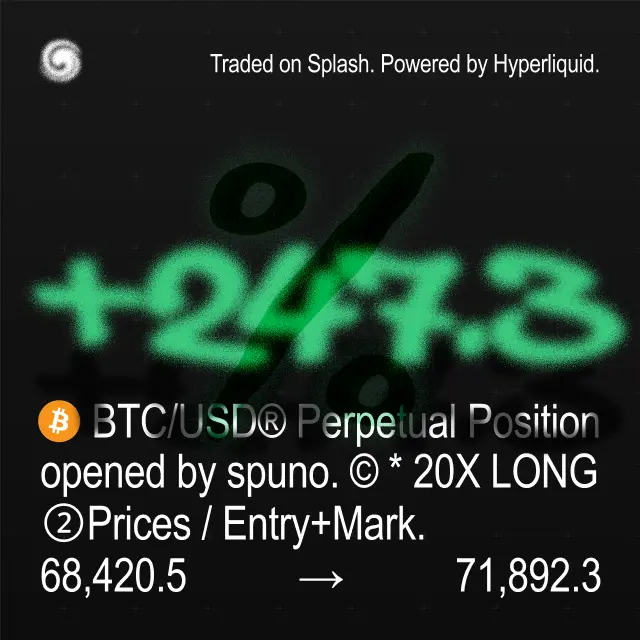 Traded on Splash. Powered by Hyperliquid.
%
+247.3
BTC/USD® Perpetual Position
opened by spuno. © * 20X LONG
②Prices / Entry+Mark.
68,420.5 → 71,892.3